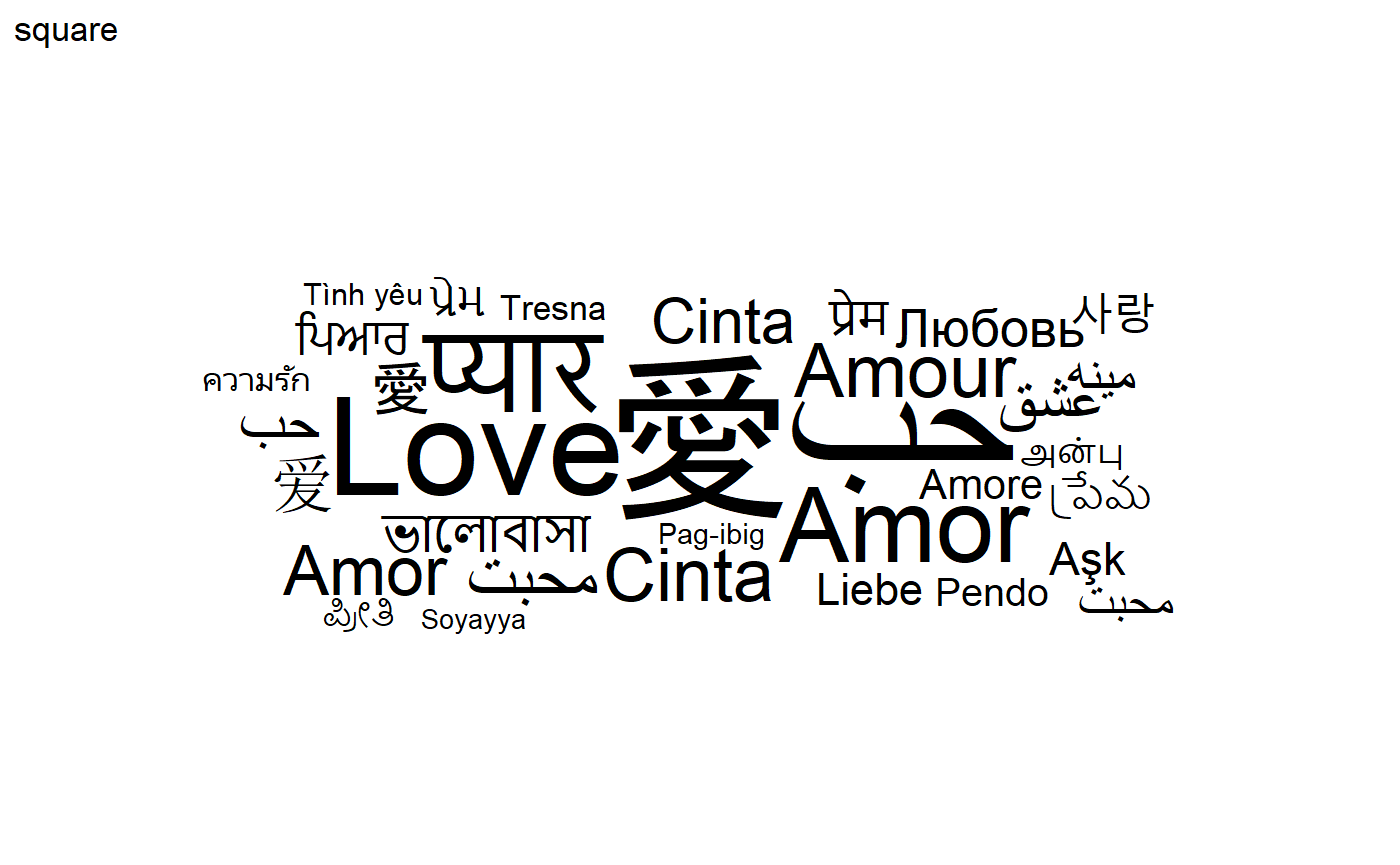 square
Tình yêu
પ્રેમ
Tresna
Cinta
प्रेम
Любовь
사랑
ਪਿਆਰ
प्यार
Amour
مينه
ความรัก
愛
愛
عشق
حب
Love
حب
அன்பு
爱
Amore
ప్రేమ
ভালোবাসা
Pag-ibig
Amor
Aşk
Amor
محبت
Cinta
Liebe
Pendo
محبت
ಪ್ರೀತಿ
Soyayya